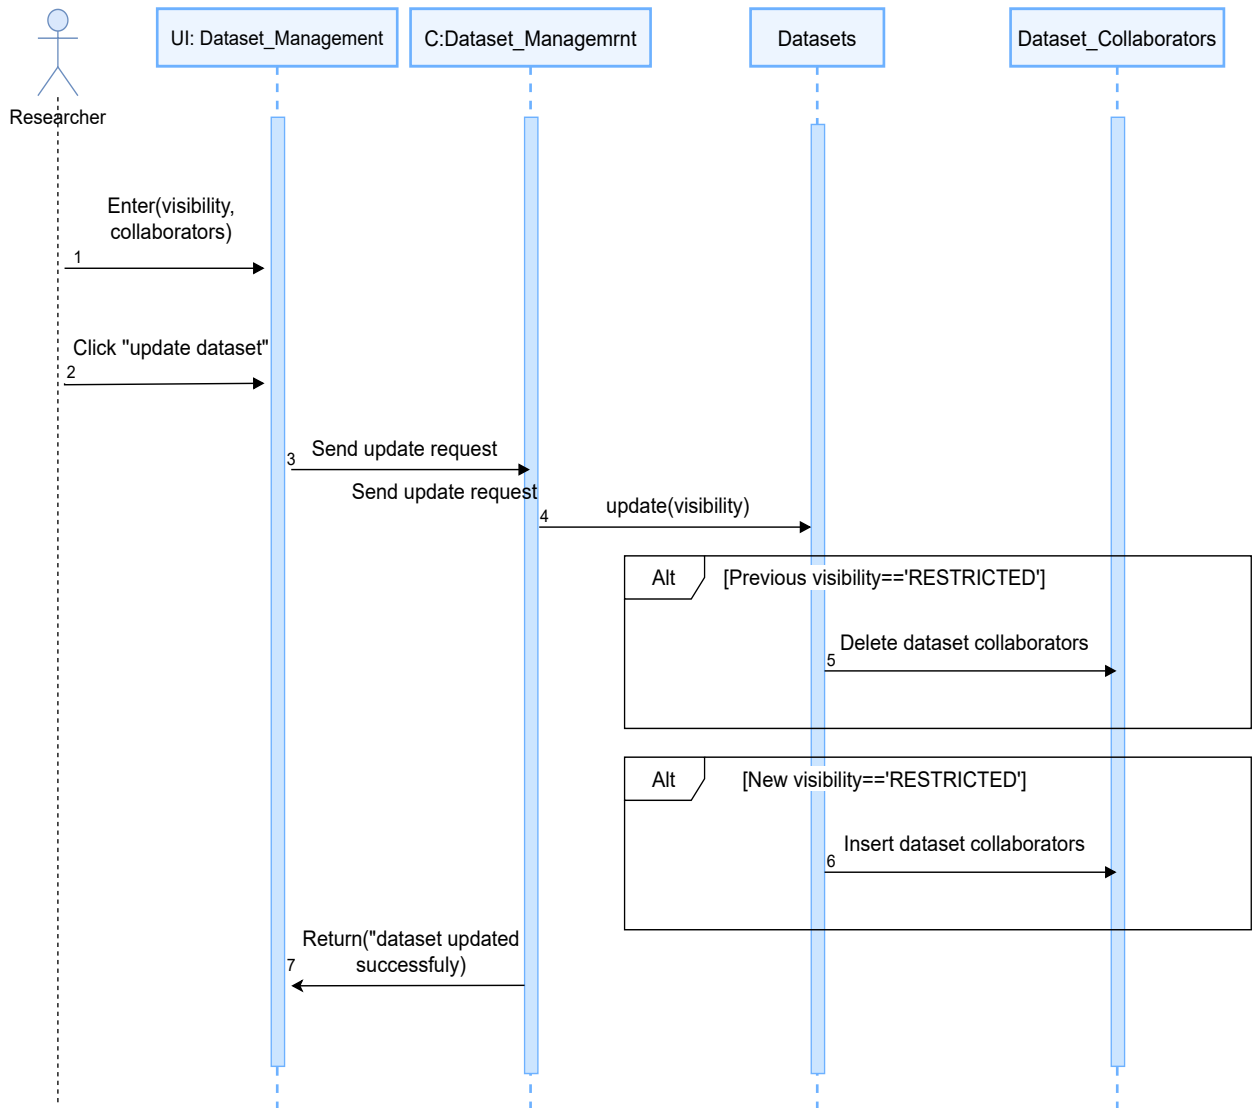 UI: Dataset_Management
C:Dataset_Managemrnt
Datasets
Dataset_Collaborators
Researcher
Enter(visibility,
collaborators)
1
Click "update dataset"
2
Send update request
3
Send update request
update(visibility)
4
Alt
[Previous visibility=='RESTRICTED']
Delete dataset collaborators
5
Alt
[New visibility=='RESTRICTED']
Insert dataset collaborators
6
Return("dataset updated
successfuly)
7